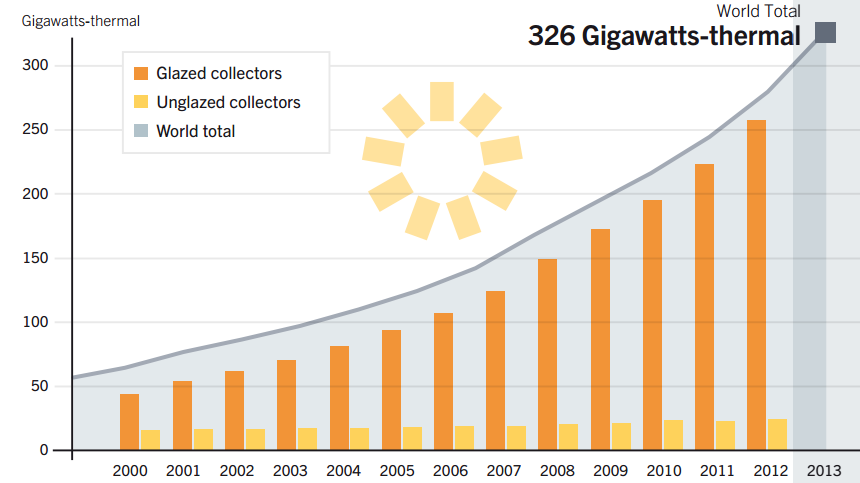 Gigawatts-thermal
World Total
326 Gigawatts-thermal
Glazed collectors
Unglazed collectors
World total
300
250
200
150
100
50
0
2000 2001 2002 2003 2004 2005 2006 2007 2008 2009 2010 2011 2012 2013